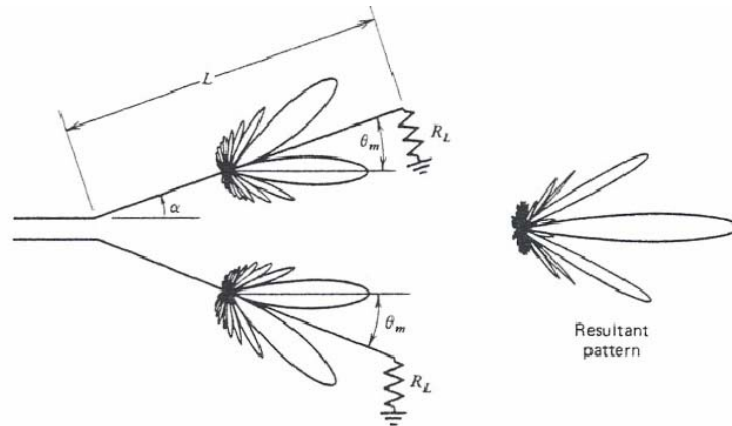 L
θm
RL
α
θm
RL
Resultant
pattern